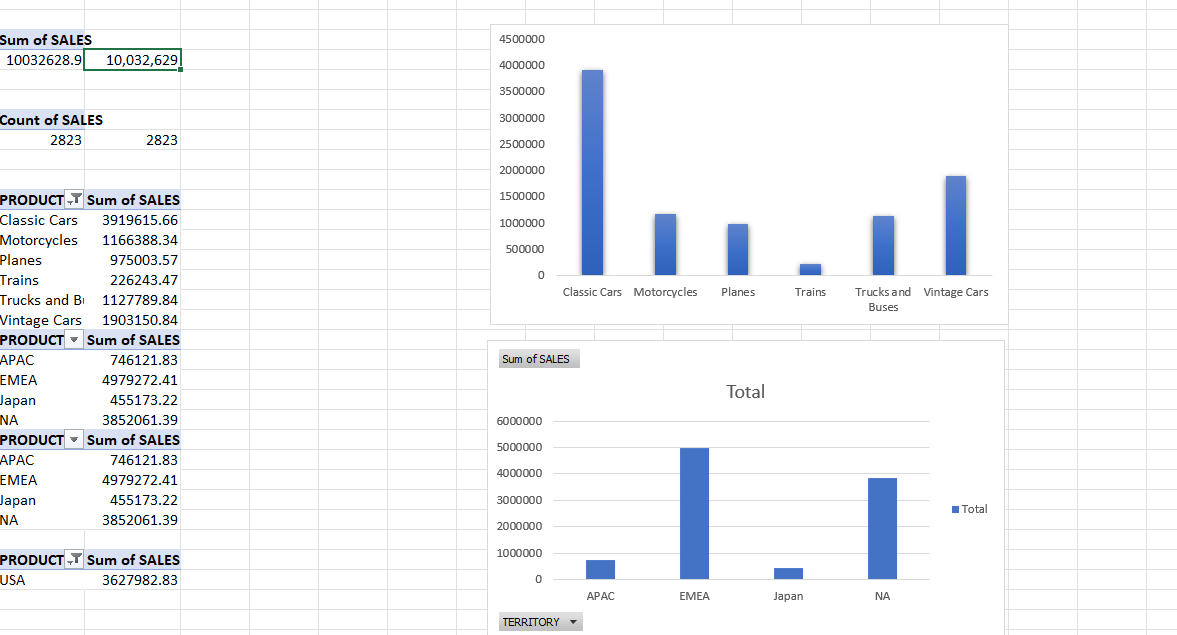 Sum of SALES
10032628.9 10,032,629
Count of SALES
2823 2823
PRODUCT Sum of SALES
Classic Cars 3919615.66
Motorcycles 1166388.34
Planes 975003.57
Trains 226243.47
Trucks and Bu 1127789.84
Vintage Cars 1903150.84
PRODUCT Sum of SALES
APAC 746121.83
EMEA 4979272.41
Japan 455173.22
NA 3852061.39
PRODUCT Sum of SALES
APAC 746121.83
EMEA 4979272.41
Japan 455173.22
NA 3852061.39
PRODUCT Sum of SALES
USA 3627982.83
4500000
4000000
3500000
3000000
2500000
2000000
1500000
1000000
500000
0
Classic Cars Motorcycles Planes Trains Trucks and Vintage Cars
Buses
Sum of SALES
Total
6000000
5000000
4000000
3000000
2000000
1000000
0
APAC EMEA Japan NA
Total
TERRITORY